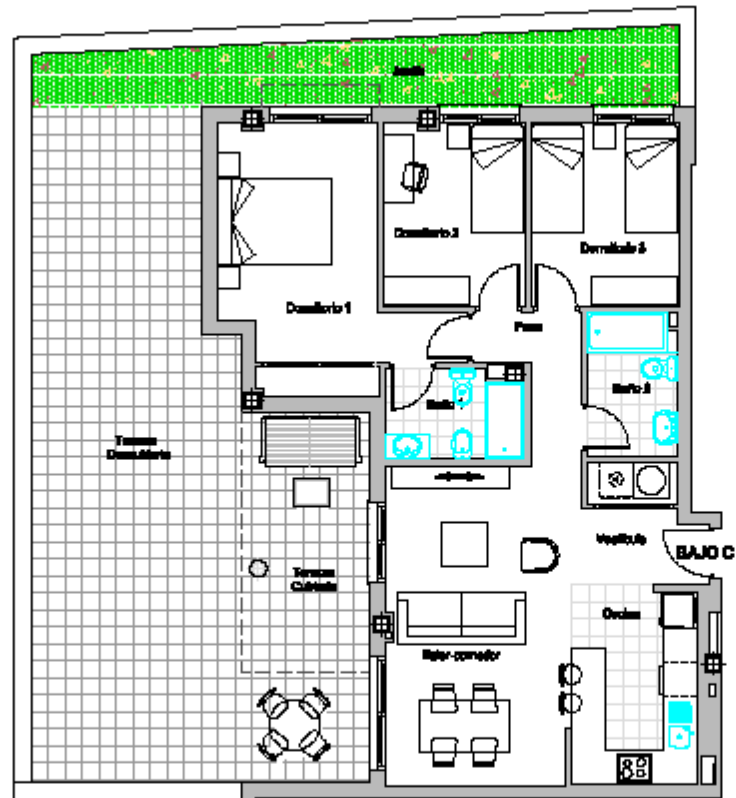 Jardín
Dormitorio 2
Dormitorio 3
Dormitorio 1
Paso
Baño 2
Baño 1
Terraza
Descubierta
Vestíbulo
BAJO C
Terraza
Cubierta
Cocina
Estar-comedor